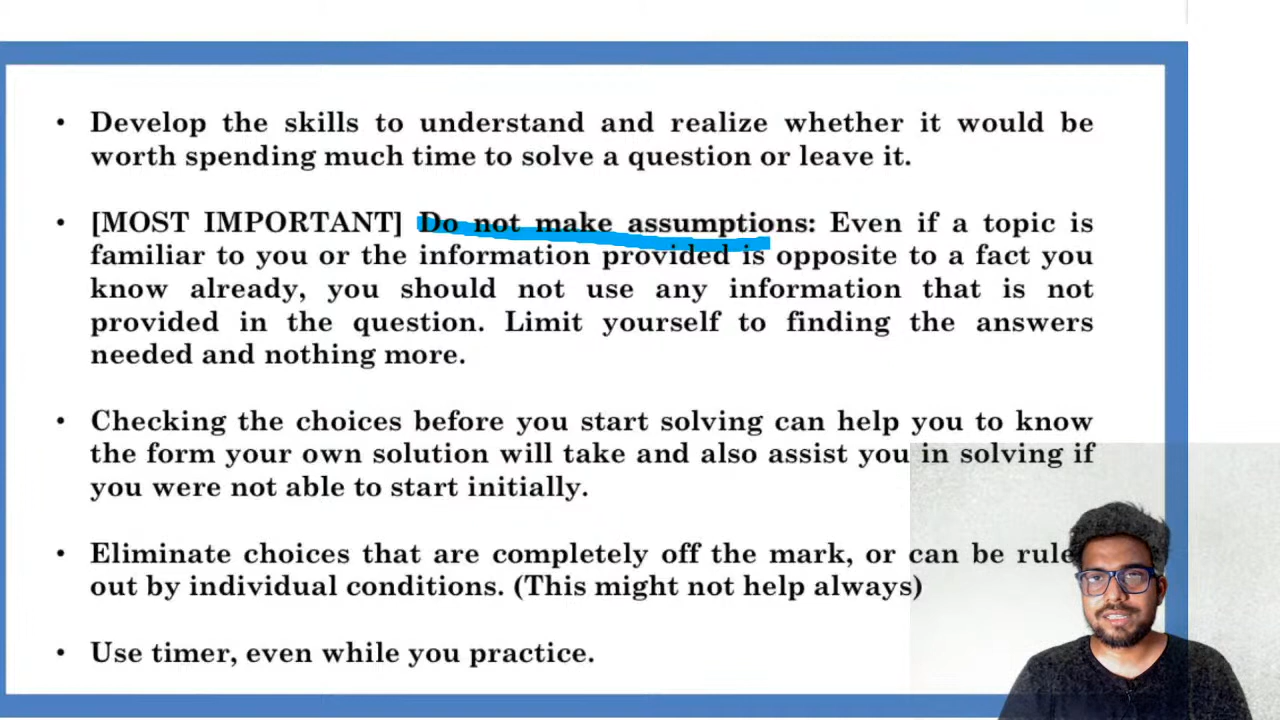 • Develop the skills to understand and realize whether it would be
worth spending much time to solve a question or leave it.
• [MOST IMPORTANT] Do not make assumptions: Even if a topic is
familiar to you or the information provided is opposite to a fact you
know already, you should not use any information that is not
provided in the question. Limit yourself to finding the answers
needed and nothing more.
• Checking the choices before you start solving can help you to know
the form your own solution will take and also assist you in solving if
you were not able to start initially.
• Eliminate choices that are completely off the mark, or can be
out by individual conditions. (This might not help always)
• Use timer, even while you practice.